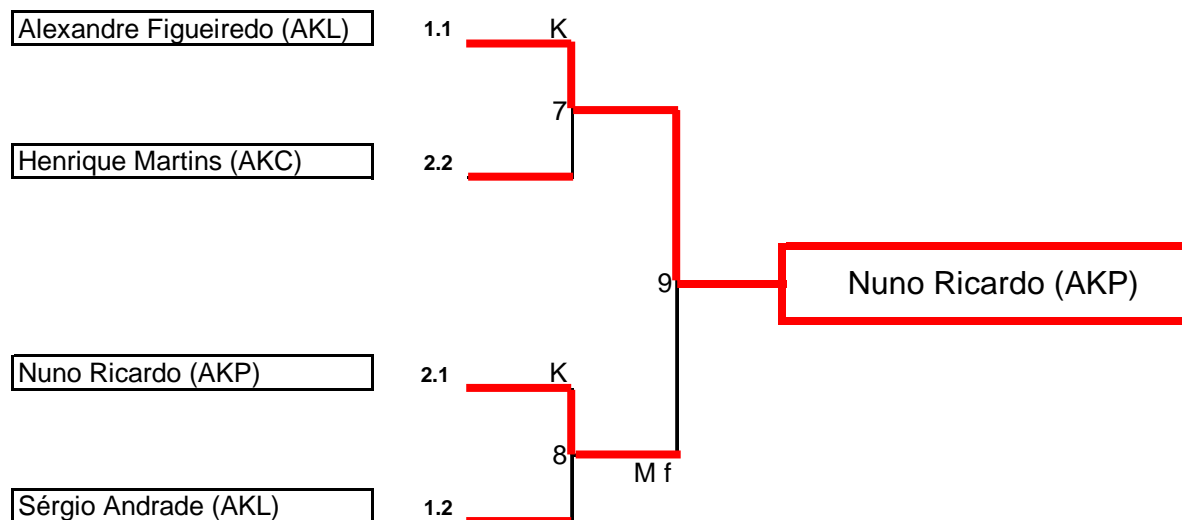 Alexandre Figueiredo (AKL) 1.1 K
7
Henrique Martins (AKC) 2.2
9 Nuno Ricardo (AKP)
Nuno Ricardo (AKP) 2.1 K
8
M f
Sérgio Andrade (AKL) 1.2